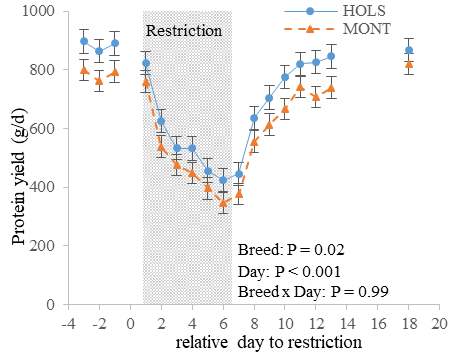 1000
HOLS
MONT
Restriction
800
600
400
200
0
Protein yield (g/d)
Breed: P = 0.02
Day: P < 0.001
Breed x Day: P = 0.99
-4 -2 0 2 4 6 8 10 12 14 16 18 20
relative day to restriction